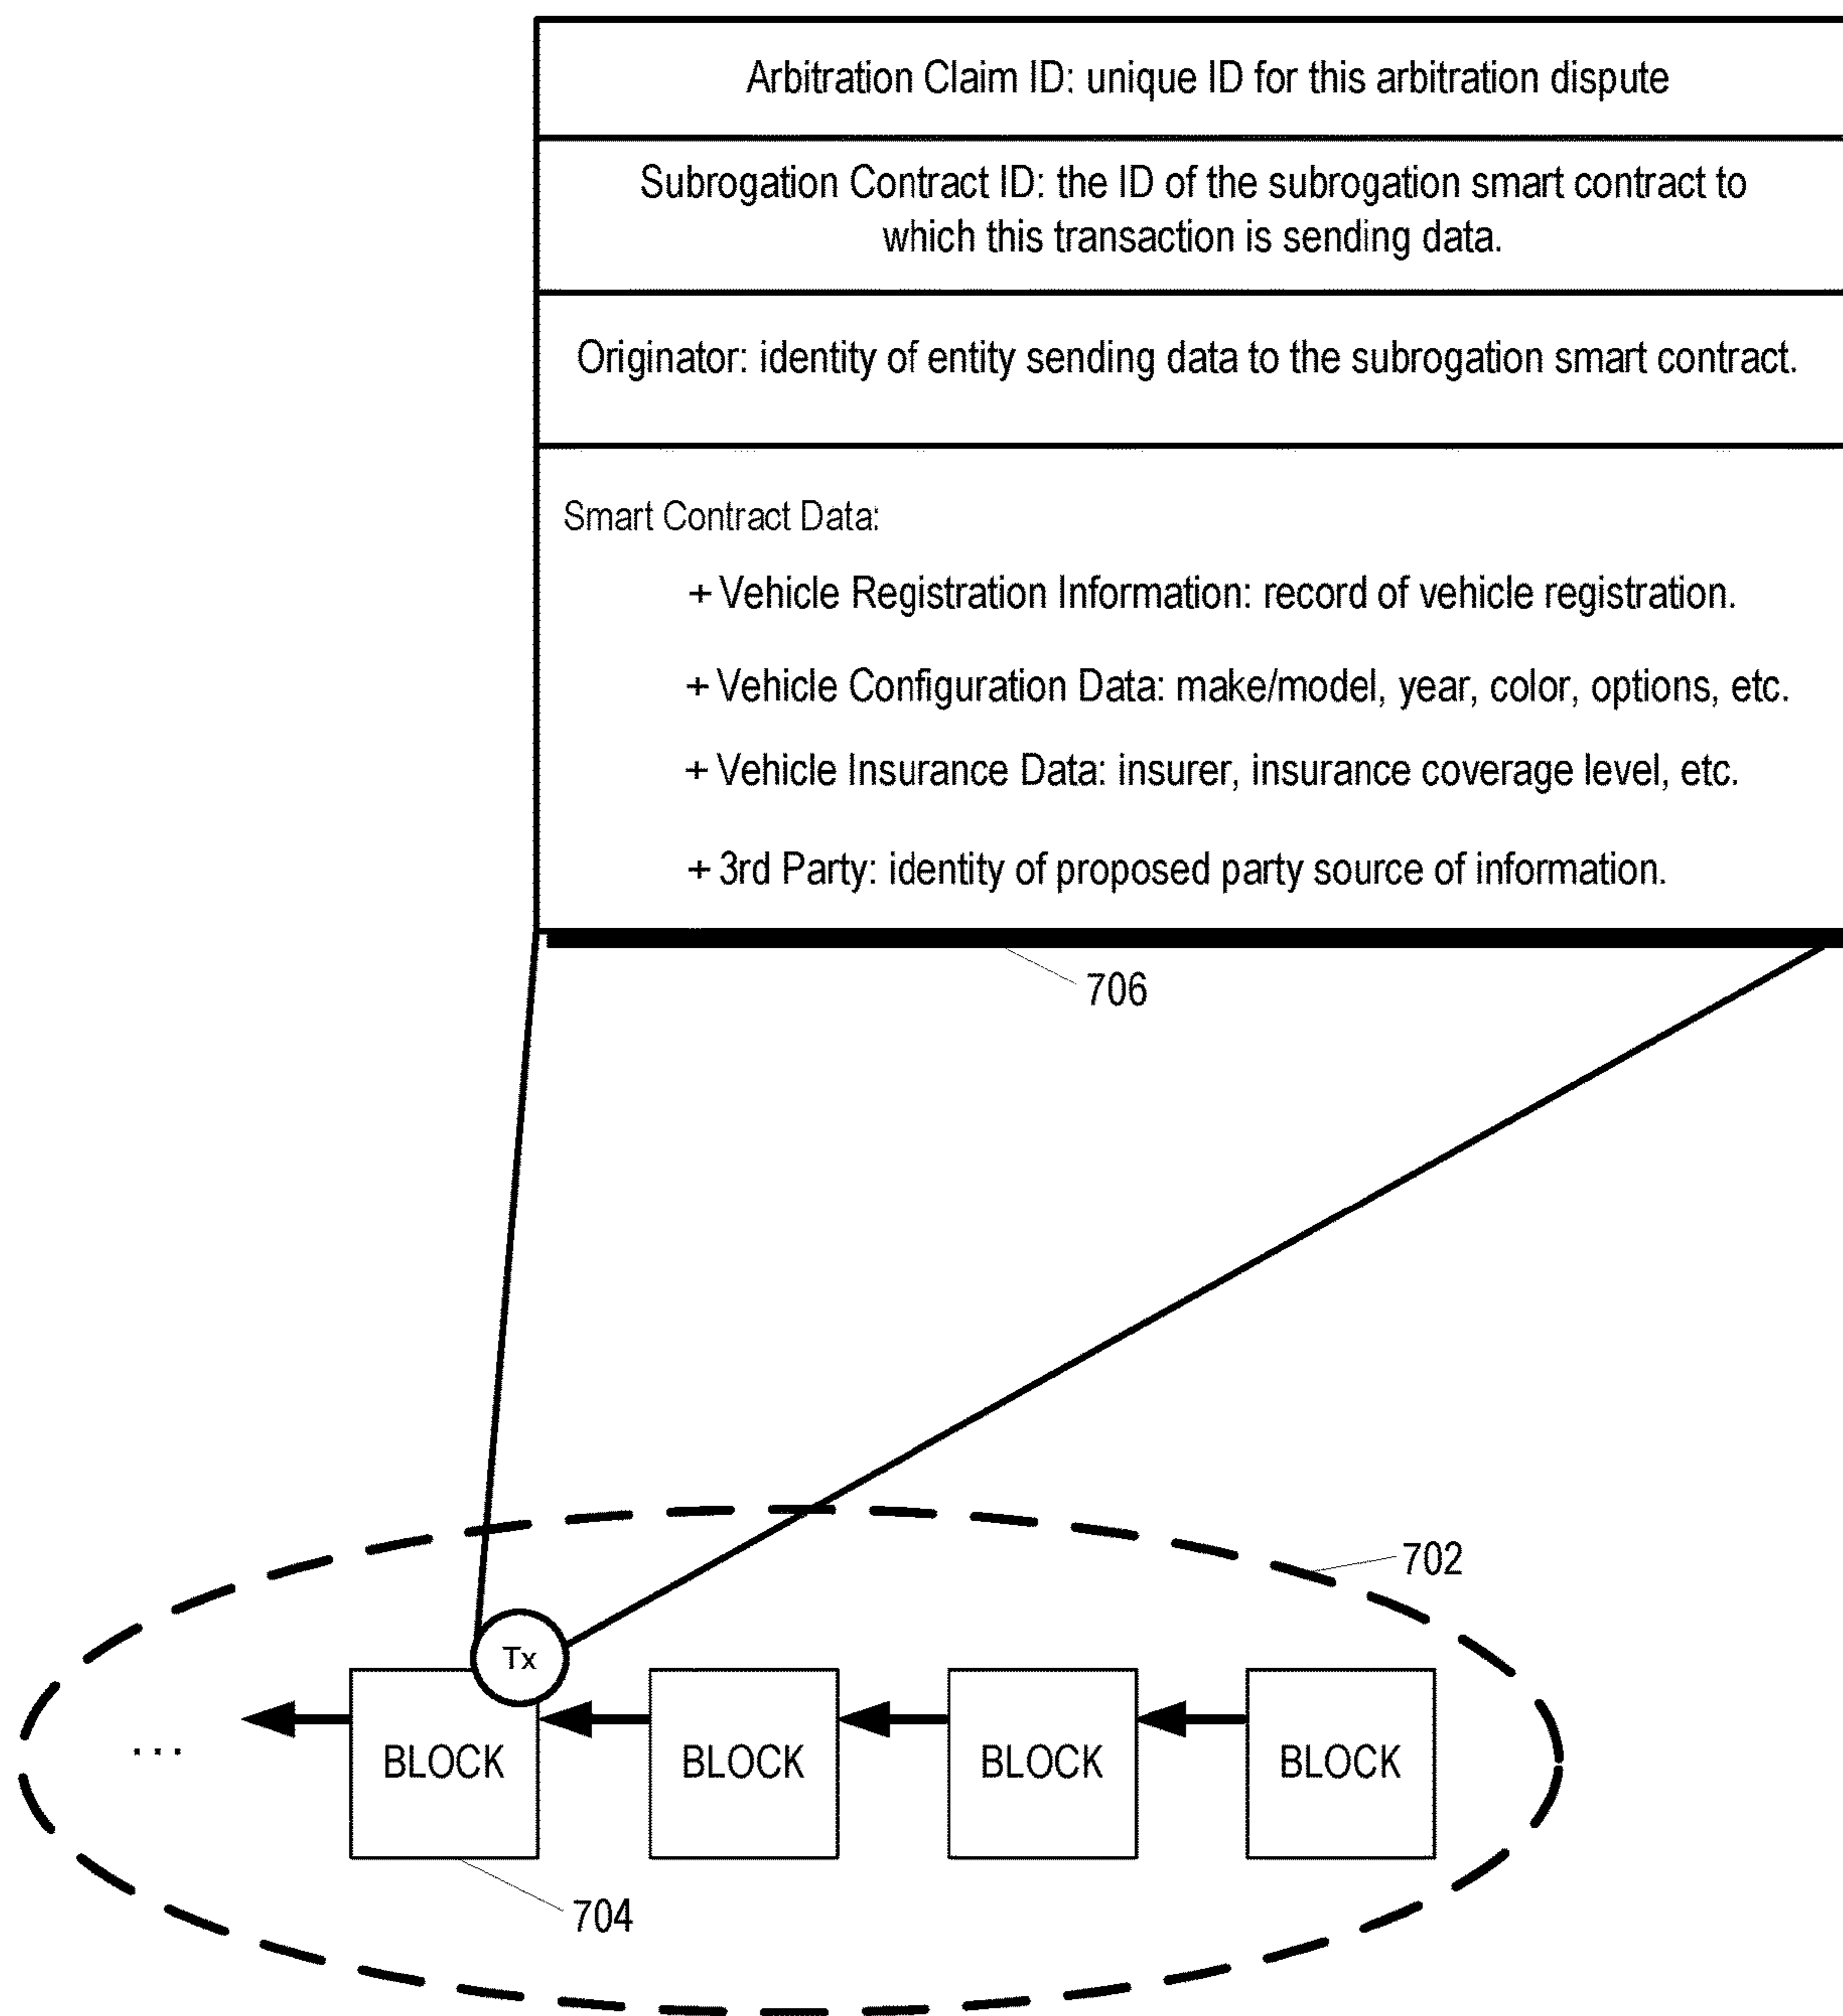 Arbitration Claim ID: unique ID for this arbitration dispute
Subrogation Contract ID: the ID of the subrogation smart contract to
which this transaction is sending data.
Originator: identity of entity sending data to the subrogation smart contract.
Smart Contract Data:
+ Vehicle Registration Information: record of vehicle registration.
+ Vehicle Configuration Data: make/model, year, color, options, etc.
+ Vehicle Insurance Data: insurer, insurance coverage level, etc.
+ 3rd Party: identity of proposed party source of information.
706
702
Tx
... BLOCK BLOCK BLOCK BLOCK
704